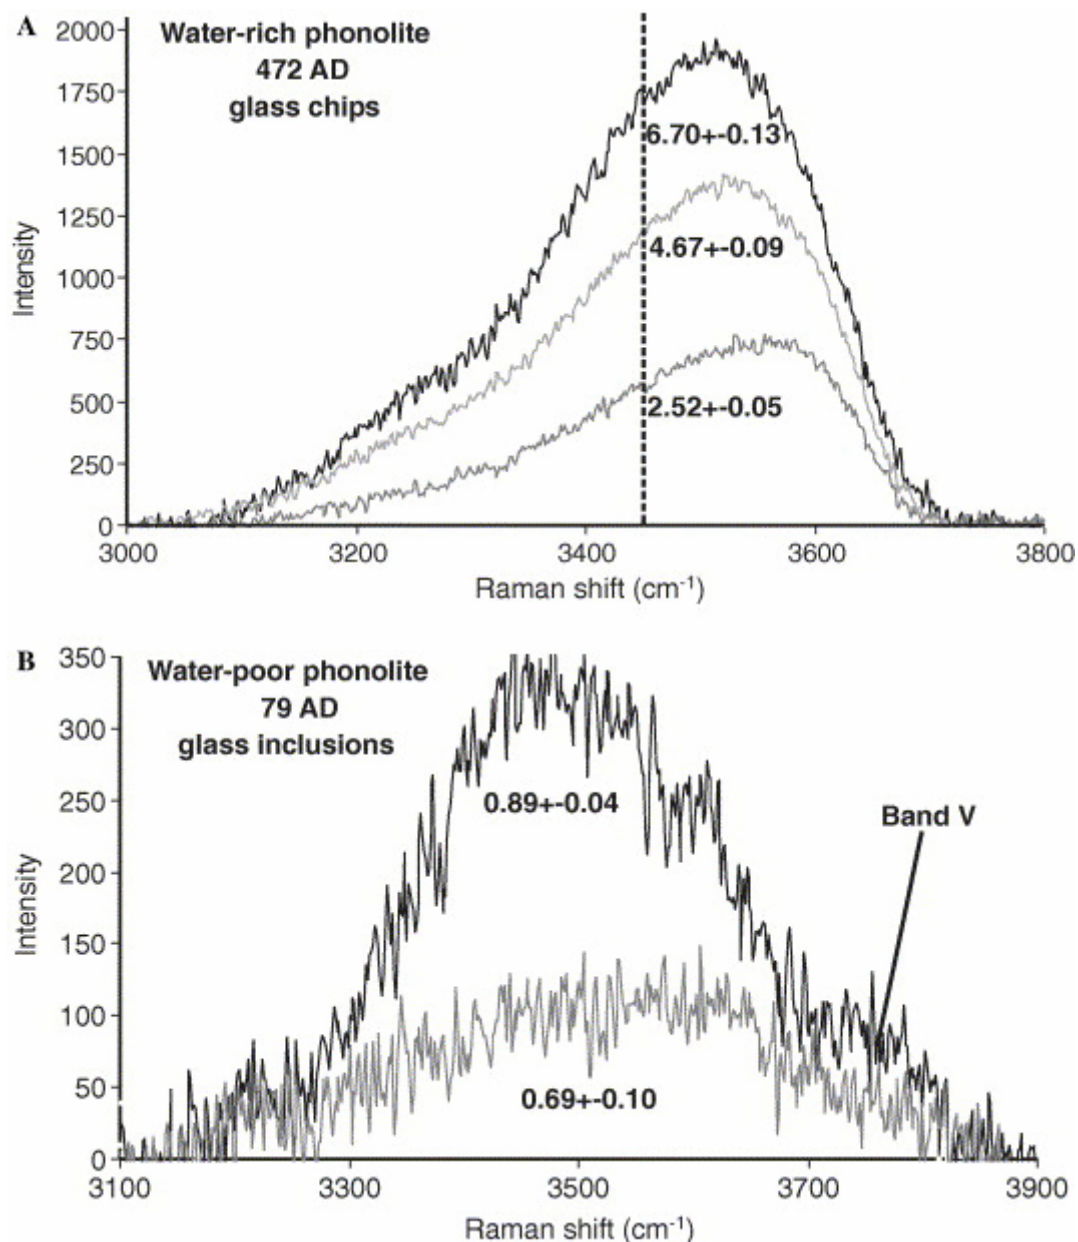 A
Water-rich phonolite
472 AD
glass chips
2000
1750
1500
1250
1000
750
500
250
0
Intensity
6.70+-0.13
4.67+-0.09
2.52+-0.05
3000 3200 3400 3600 3800
Raman shift (cm⁻¹)
B
Water-poor phonolite
79 AD
glass inclusions
350
300
250
200
150
100
50
0
Intensity
0.89+-0.04
Band V
0.69+-0.10
3100 3300 3500 3700 3900
Raman shift (cm⁻¹)